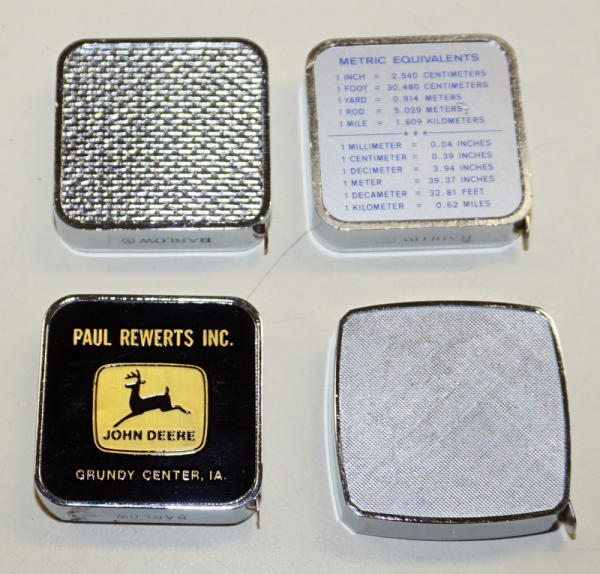 BARLOW ®
METRIC EQUIVALENTS
1 INCH = 2.540 CENTIMETERS
1 FOOT = 30.480 CENTIMETERS
1 YARD = 0.914 METERS
1 ROD = 5.029 METERS
1 MILE = 1.609 KILOMETERS
1 MILLIMETER = 0.04 INCHES
1 CENTIMETER = 0.39 INCHES
1 DECIMETER = 3.94 INCHES
1 METER = 39.37 INCHES
1 DECAMETER = 32.81 FEET
1 KILOMETER = 0.62 MILES
BARLOW ®
PAUL REWERTS INC.
JOHN DEERE
GRUNDY CENTER, IA.
BARLOW